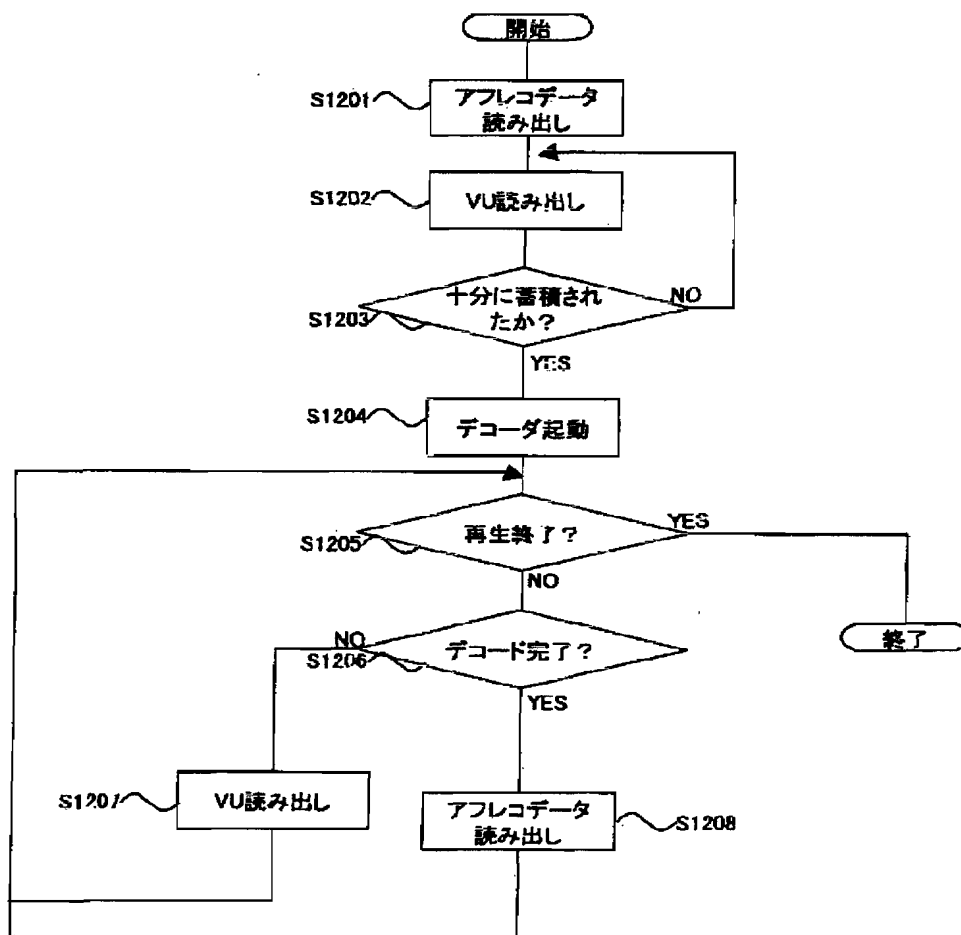 開始
S1201
アフレコデータ
読み出し
S1202
VU読み出し
十分に蓄積され
たか?
NO
S1203
YES
S1204
デコーダ起動
再生終了?
YES
S1205
NO
終了
NO
デコード完了?
S1206
YES
S1207
VU読み出し
アフレコデータ
読み出し
S1208